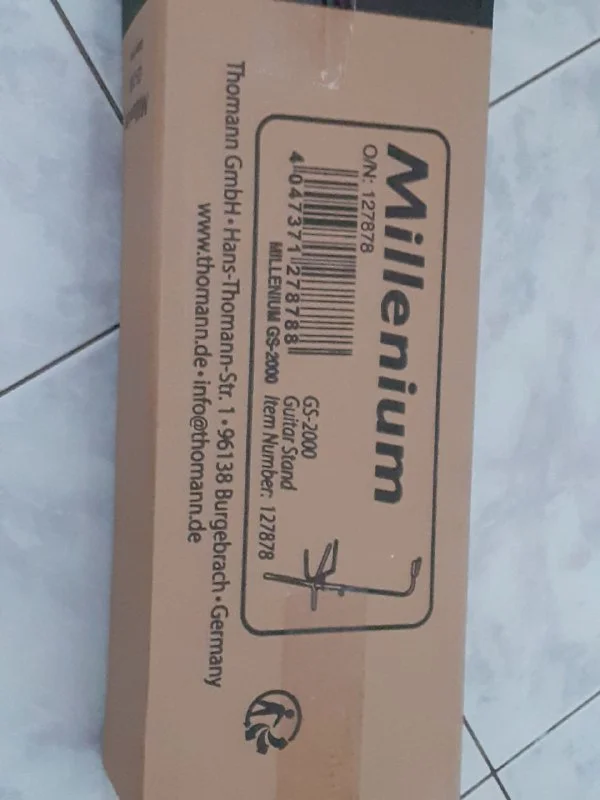 Millenium
O/N: 127878
4 047371 278788
GS-2000
Guitar Stand
MILLENIUM GS-2000 Item Number: 127878
Thomann GmbH • Hans-Thomann-Str. 1 • 96138 Burgebrach • Germany
www.thomann.de • info@thomann.de